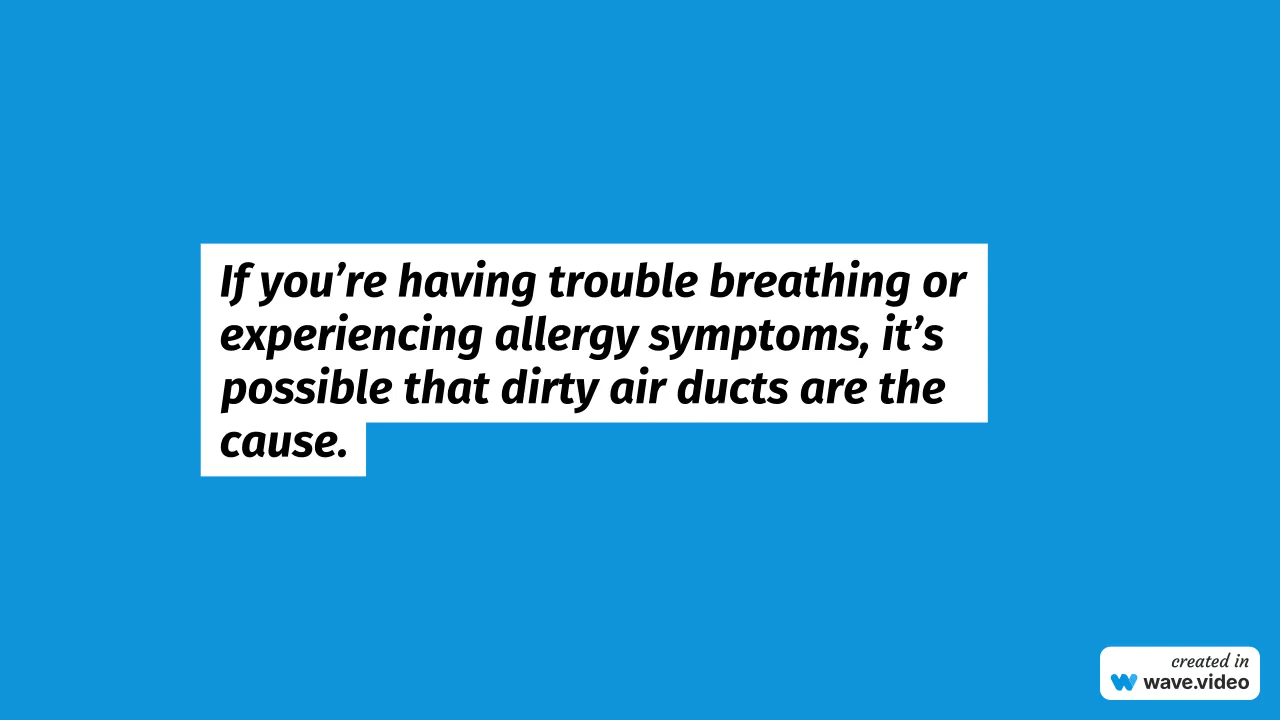 If you’re having trouble breathing or
experiencing allergy symptoms, it’s
possible that dirty air ducts are the
cause.
created in
wave.video